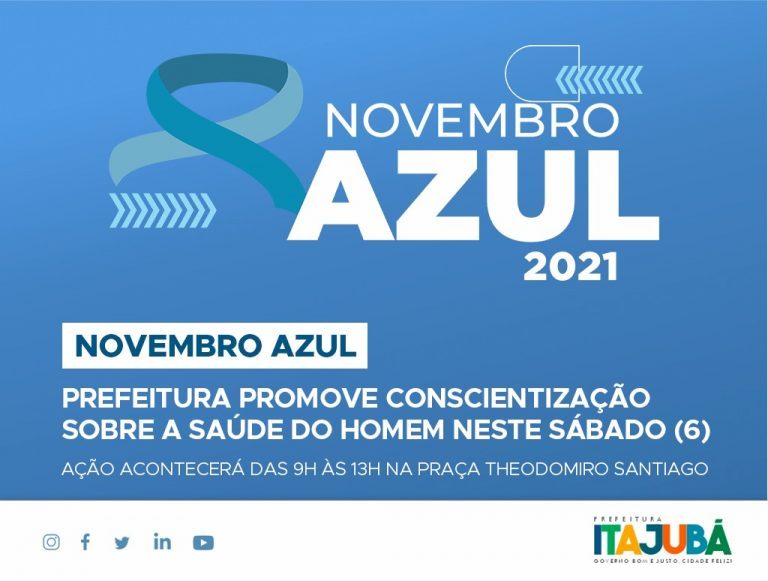 NOVEMBRO
AZUL
2021
NOVEMBRO AZUL
PREFEITURA PROMOVE CONSCIENTIZAÇÃO
SOBRE A SAÚDE DO HOMEM NESTE SÁBADO (6)
AÇÃO ACONTECERÁ DAS 9H ÀS 13H NA PRAÇA THEODOMIRO SANTIAGO
PREFEITURA
ITAJUBÁ
GOVERNO BOM E JUSTO, CIDADE FELIZ!